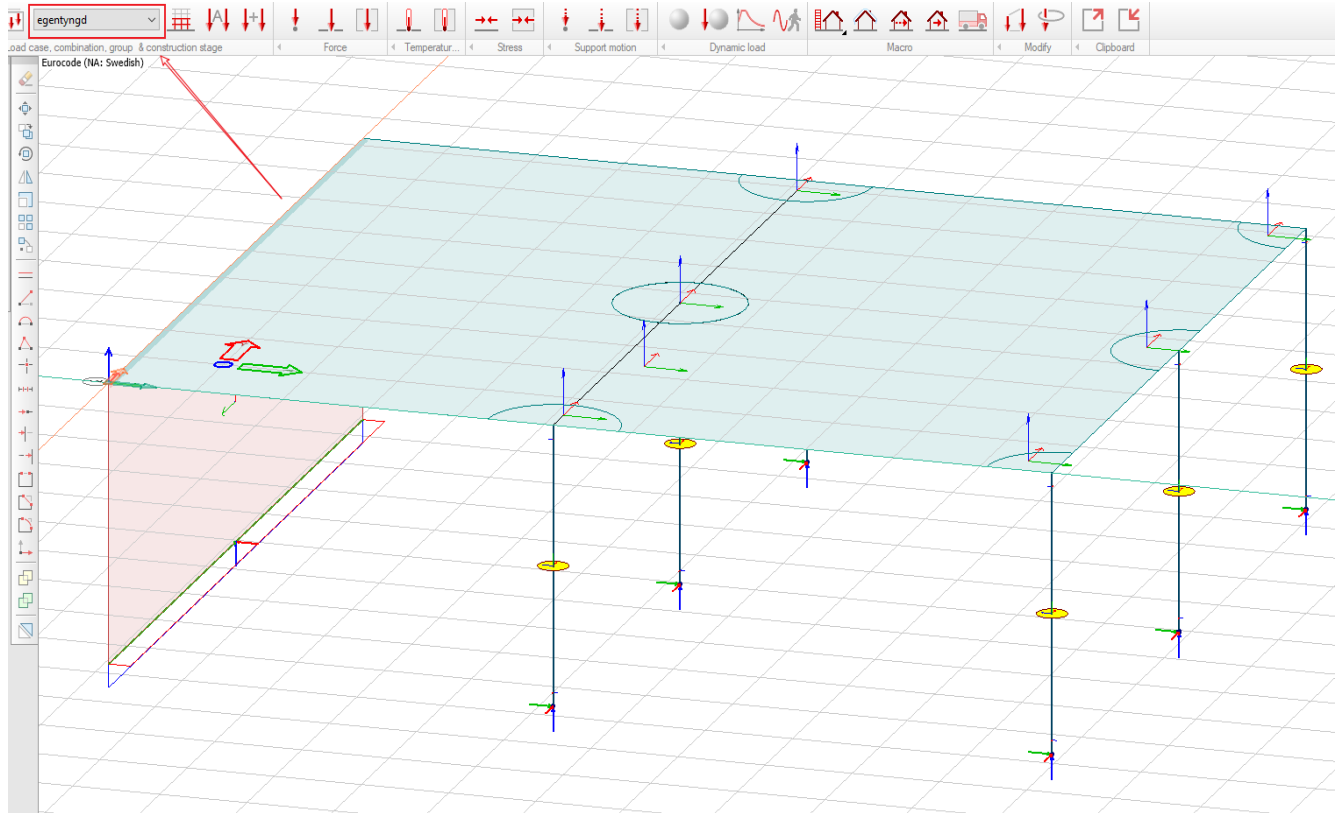 egentyngd
Load case, combination, group & construction stage
Force
Temperatur...
Stress
Support motion
Dynamic load
Macro
Modify
Clipboard
Eurocode (NA: Swedish)